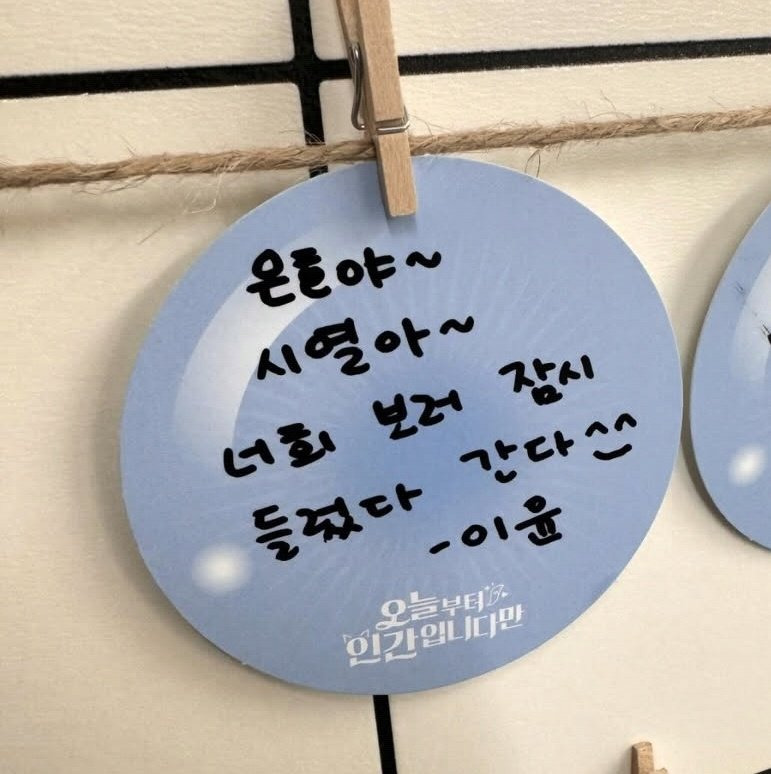 은호야~
시열아~
너희 보러 잠시
들렀다 간다^^
-이윤
오늘부터
인간입니다만